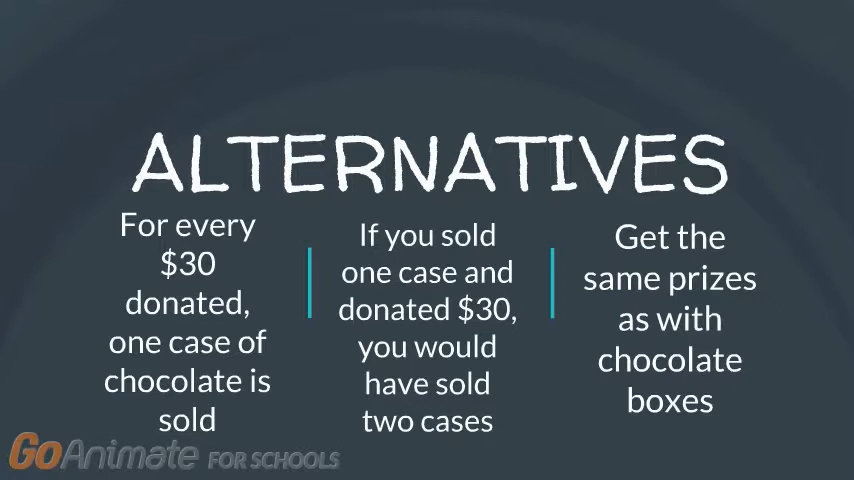 ALTERNATIVES
For every
$30
donated,
one case of
chocolate is
sold
If you sold
one case and
donated $30,
you would
have sold
two cases
Get the
same prizes
as with
chocolate
boxes
GoAnimate FOR SCHOOLS